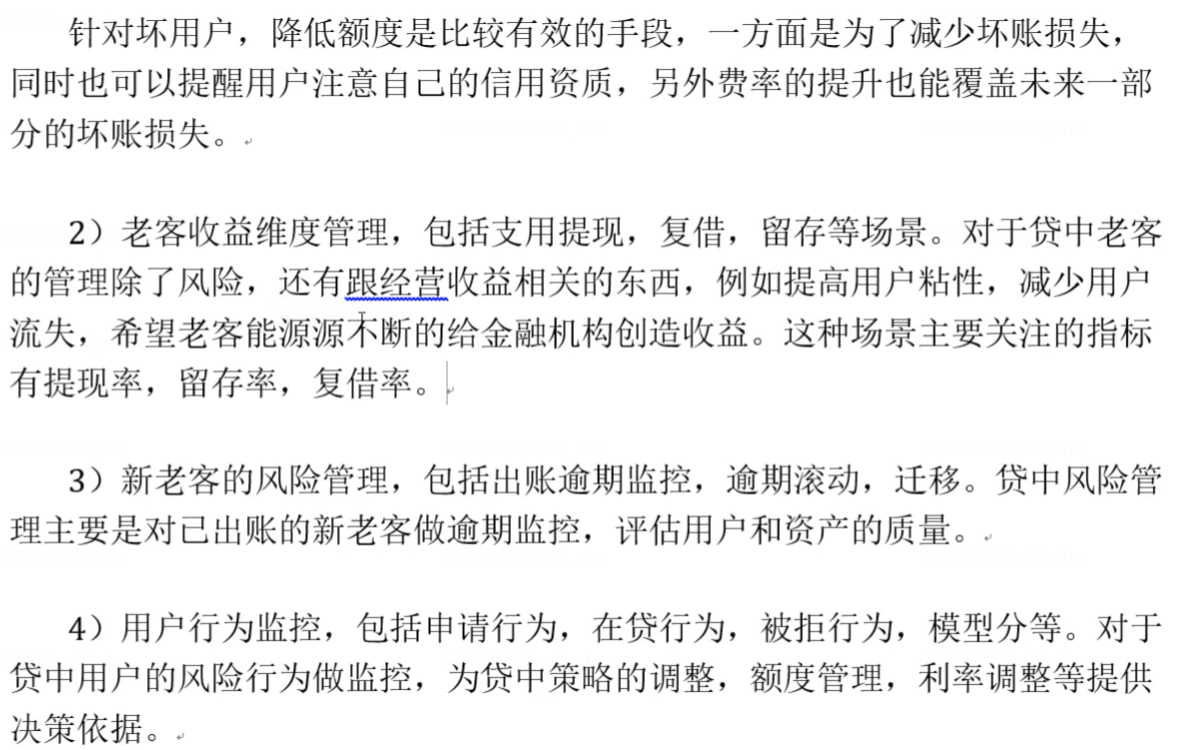 针对坏用户，降低额度是比较有效的手段，一方面是为了减少坏账损失，
同时也可以提醒用户注意自己的信用资质，另外费率的提升也能覆盖未来一部
分的坏账损失。
2）老客收益维度管理，包括支用提现，复借，留存等场景。对于贷中老客
的管理除了风险，还有跟经营收益相关的东西，例如提高用户粘性，减少用户
流失，希望老客能源源不断的给金融机构创造收益。这种场景主要关注的指标
有提现率，留存率，复借率。
3）新老客的风险管理，包括出账逾期监控，逾期滚动，迁移。贷中风险管
理主要是对已出账的新老客做逾期监控，评估用户和资产的质量。
4）用户行为监控，包括申请行为，在贷行为，被拒行为，模型分等。对于
贷中用户的风险行为做监控，为贷中策略的调整，额度管理，利率调整等提供
决策依据。